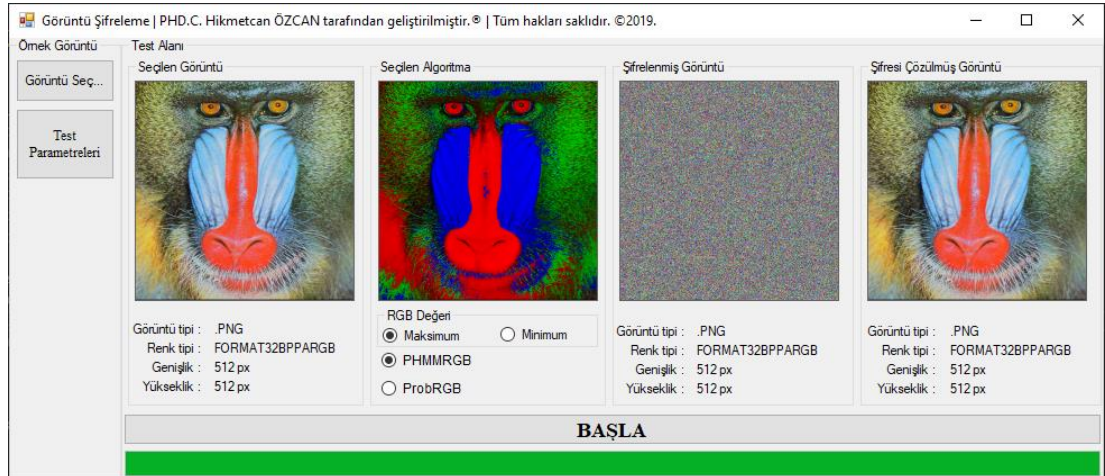 Görüntü Şifreleme | PHD.C. Hikmetcan ÖZCAN tarafından geliştirilmiştir.® | Tüm hakları saklıdır. ©2019.
Örnek Görüntü
Görüntü Seç...
Test
Parametreleri
Test Alanı
Seçilen Görüntü
Görüntü tipi : .PNG
Renk tipi : FORMAT32BPPARGB
Genişlik : 512 px
Yükseklik : 512 px
Seçilen Algoritma
RGB Değeri
Maksimum
Minimum
PHMMRGB
ProbRGB
Şifrelenmiş Görüntü
Görüntü tipi : .PNG
Renk tipi : FORMAT32BPPARGB
Genişlik : 512 px
Yükseklik : 512 px
Şifresi Çözülmüş Görüntü
Görüntü tipi : .PNG
Renk tipi : FORMAT32BPPARGB
Genişlik : 512 px
Yükseklik : 512 px
BAŞLA